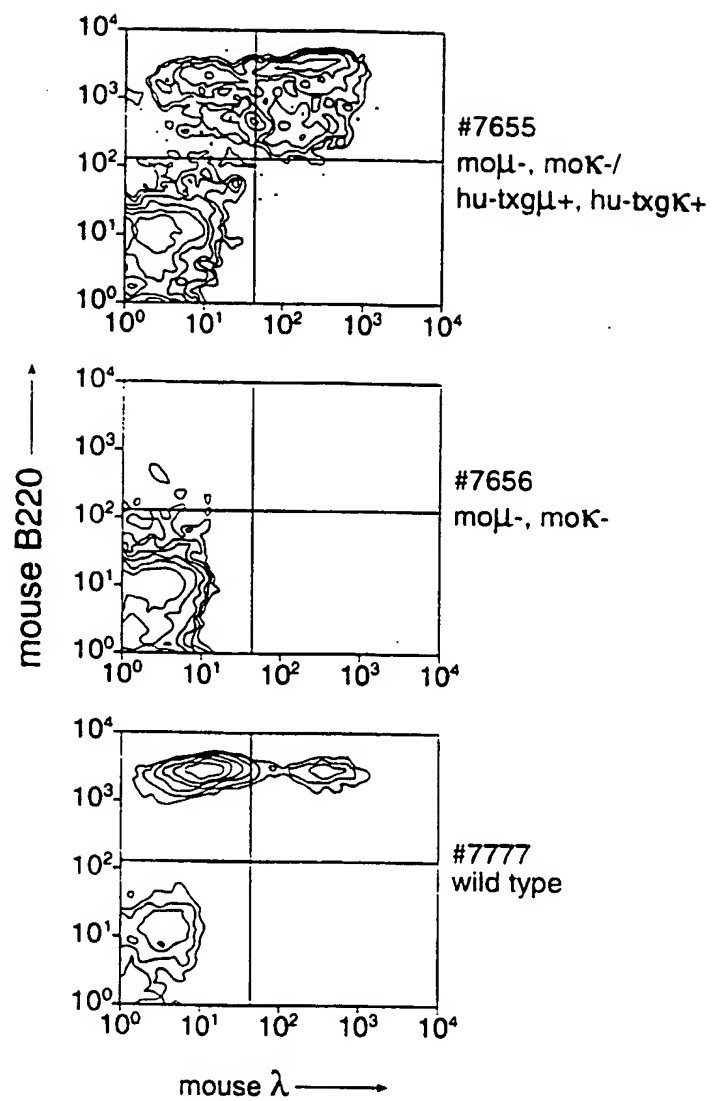 10⁴
10³
10²
10¹
10⁰
10⁰ 10¹ 10² 10³ 10⁴
#7655
moμ-, moκ-/
hu-txgμ+, hu-txgκ+
10⁴
10³
10²
10¹
10⁰
10⁰ 10¹ 10² 10³ 10⁴
#7656
moμ-, moκ-
10⁴
10³
10²
10¹
10⁰
10⁰ 10¹ 10² 10³ 10⁴
#7777
wild type
mouse B220
mouse λ